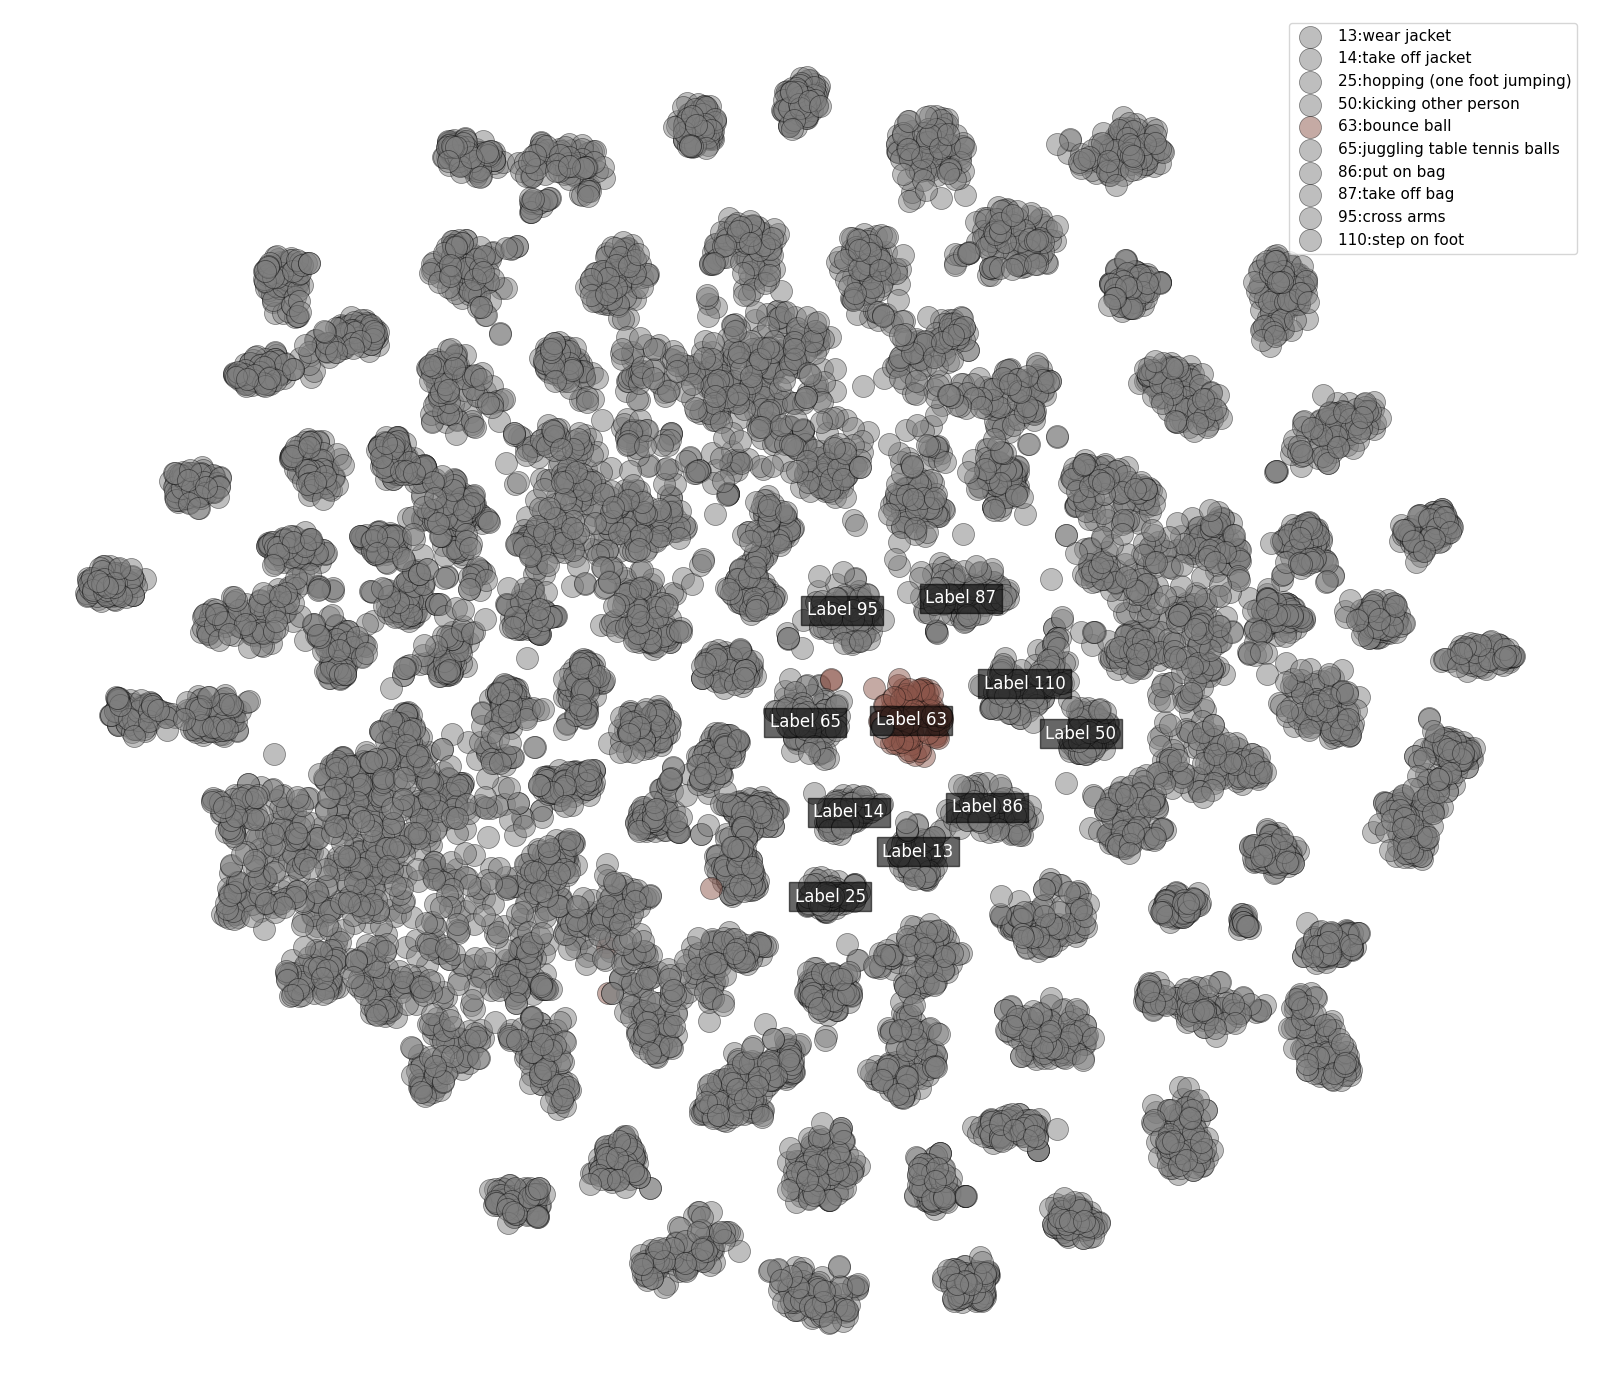 13:wear jacket
14:take off jacket
25:hopping (one foot jumping)
50:kicking other person
63:bounce ball
65:juggling table tennis balls
86:put on bag
87:take off bag
95:cross arms
110:step on foot
Label 87
Label 95
Label 110
Label 63
Label 65
Label 50
Label 86
Label 14
Label 13
Label 25